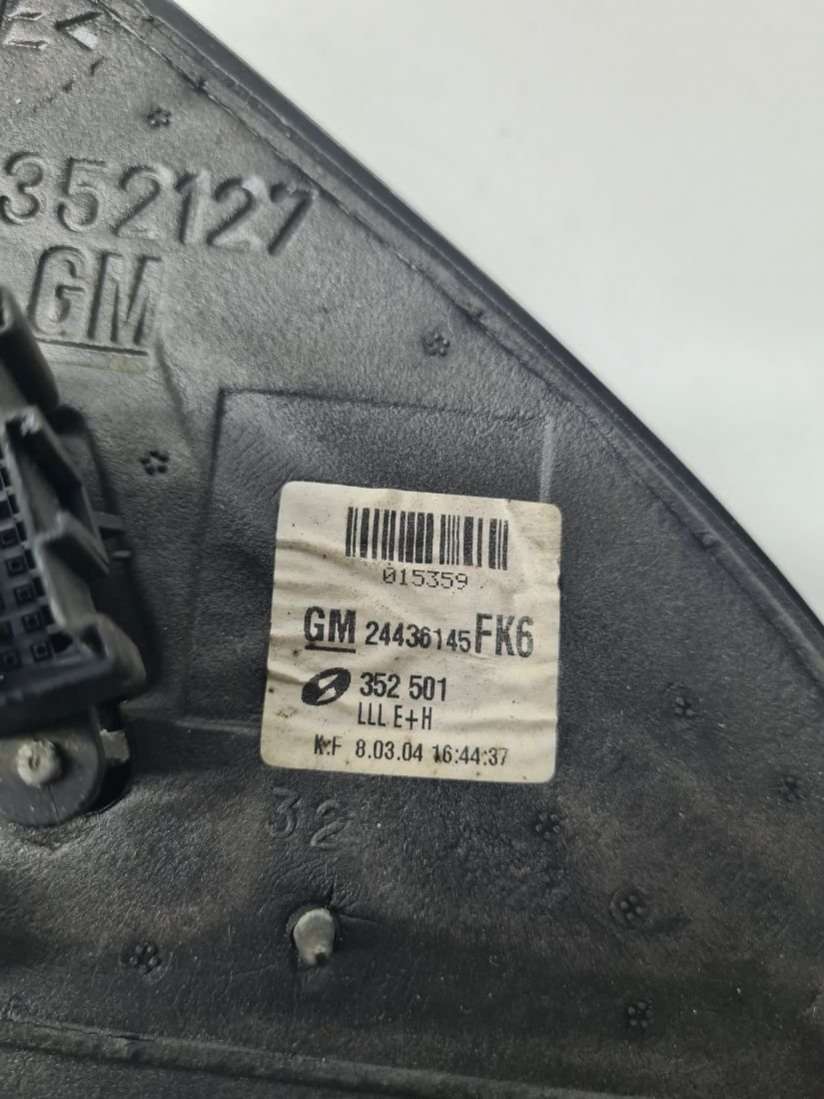 352127
GM
015359
GM 24436145 FK6
352 501
LLL E+H
K.F 8.03.04 16:44:37
32